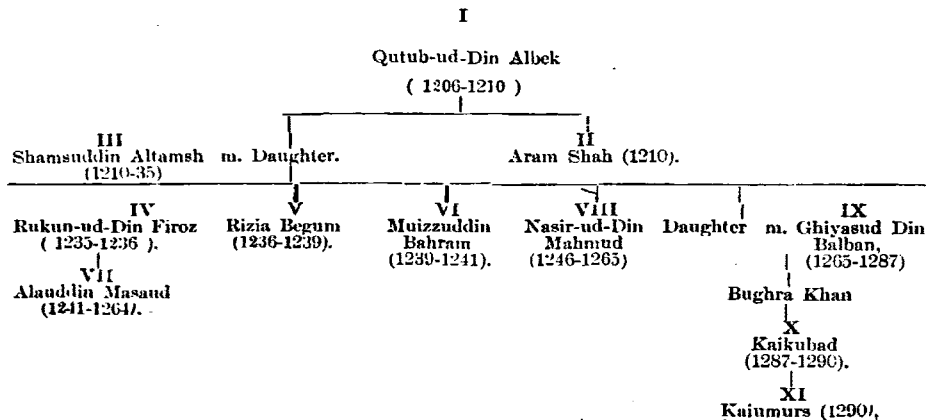 I
Qutub-ud-Din Albek
( 1206-1210 )
III
II
Shamsuddin Altamsh m. Daughter.
Aram Shah (1210).
(1210-35)
IV
V
VI
VIII
IX
Rukun-ud-Din Firoz
Rizia Begum
Muizzuddin
Nasir-ud-Din
Daughter m. Ghiyasud Din
( 1235-1236 ).
(1236-1239).
Bahram
Mahmud
Balban,
(1239-1241).
(1246-1265)
(1265-1287)
VII
Alauddin Masaud
(1241-1264).
Bughra Khan
X
Kaikubad
(1287-1290).
XI
Kaiumurs (1290),